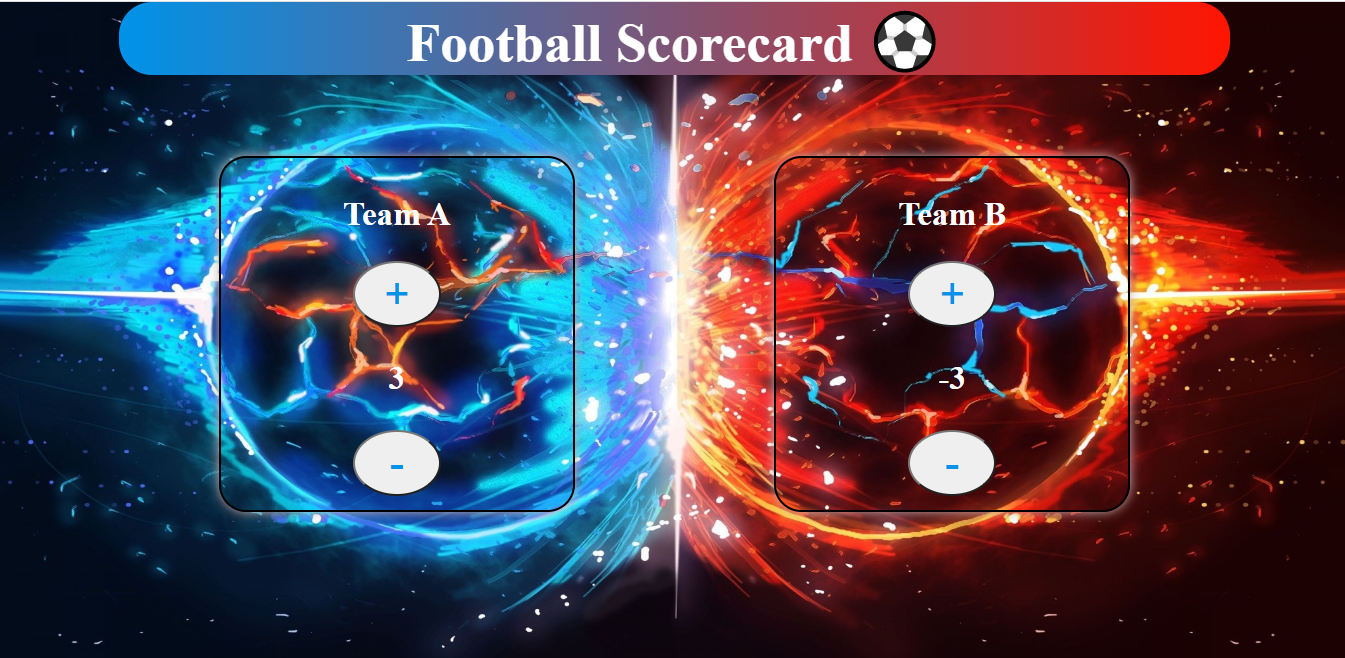 Football Scorecard ⚽
Team A
+
3
-
Team B
+
-3
-